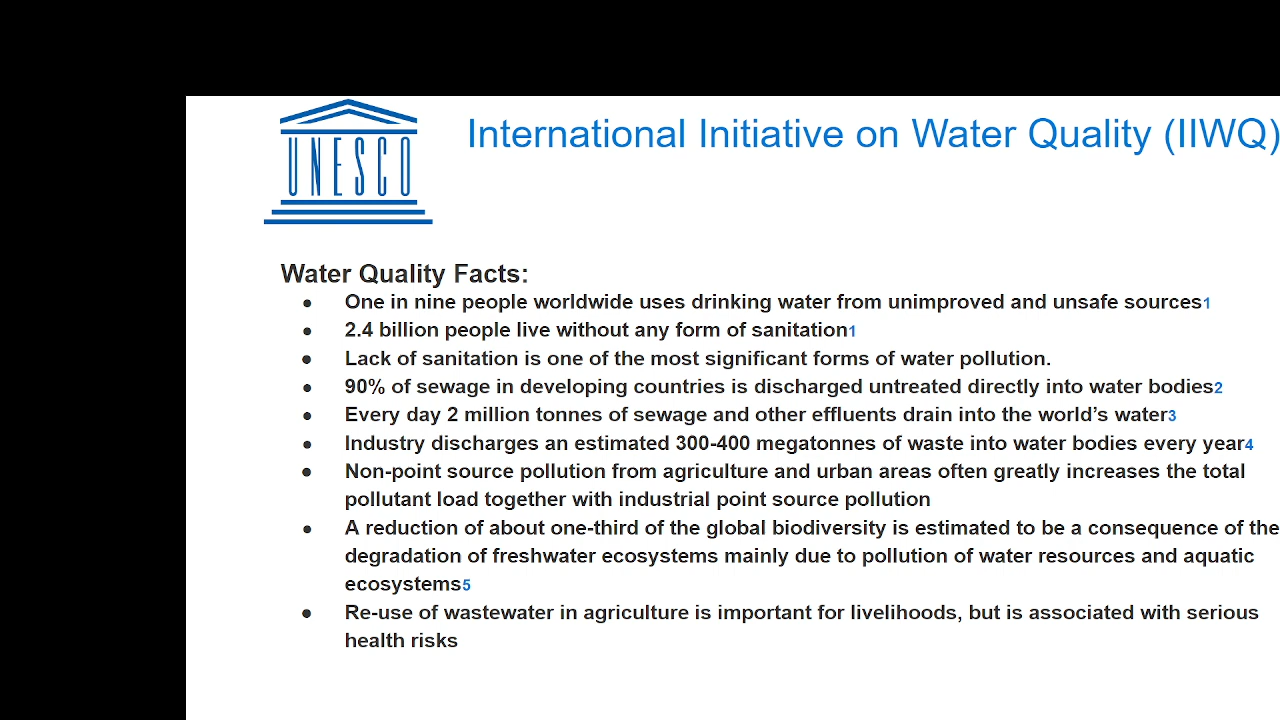 UNESCO
International Initiative on Water Quality (IIWQ)
Water Quality Facts:
● One in nine people worldwide uses drinking water from unimproved and unsafe sources1
● 2.4 billion people live without any form of sanitation1
● Lack of sanitation is one of the most significant forms of water pollution.
● 90% of sewage in developing countries is discharged untreated directly into water bodies2
● Every day 2 million tonnes of sewage and other effluents drain into the world’s water3
● Industry discharges an estimated 300-400 megatonnes of waste into water bodies every year4
● Non-point source pollution from agriculture and urban areas often greatly increases the total
pollutant load together with industrial point source pollution
● A reduction of about one-third of the global biodiversity is estimated to be a consequence of the
degradation of freshwater ecosystems mainly due to pollution of water resources and aquatic
ecosystems5
● Re-use of wastewater in agriculture is important for livelihoods, but is associated with serious
health risks